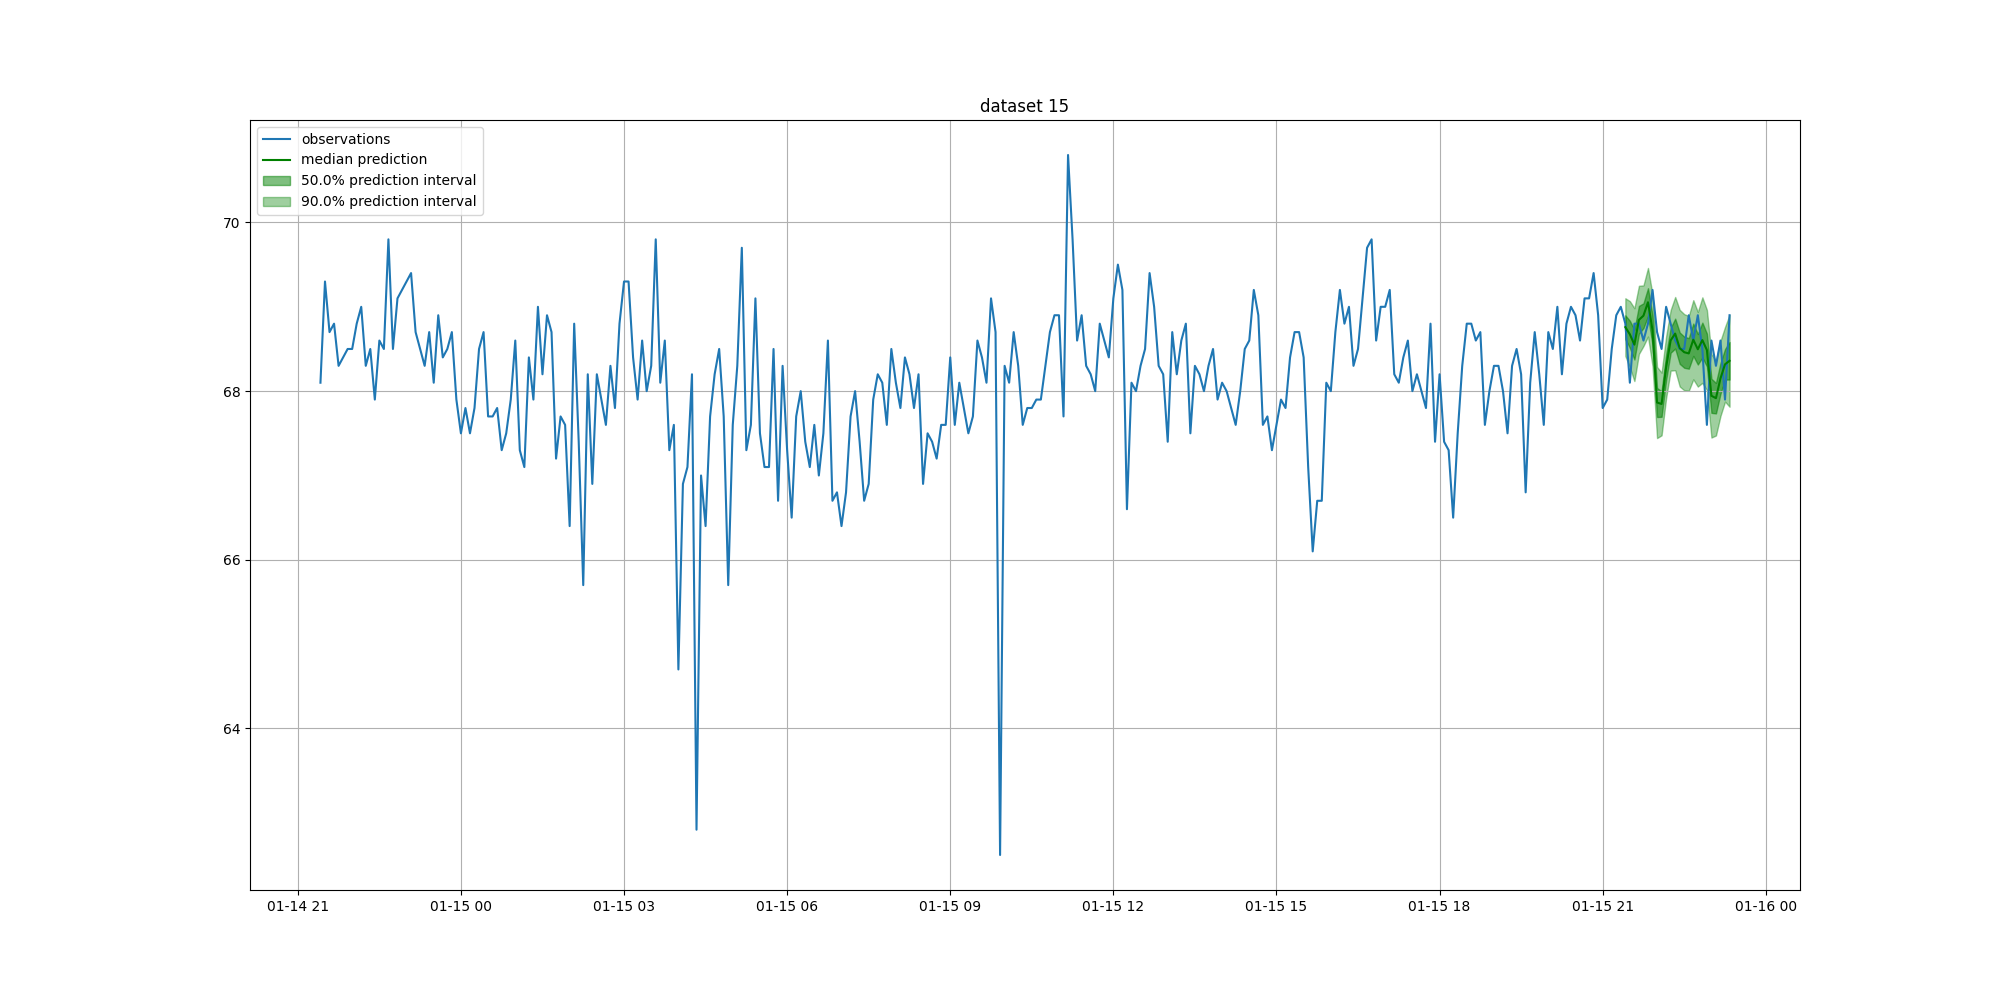 dataset 15
observations
median prediction
50.0% prediction interval
90.0% prediction interval
70
68
66
64
01-14 21
01-15 00
01-15 03
01-15 06
01-15 09
01-15 12
01-15 15
01-15 18
01-15 21
01-16 00